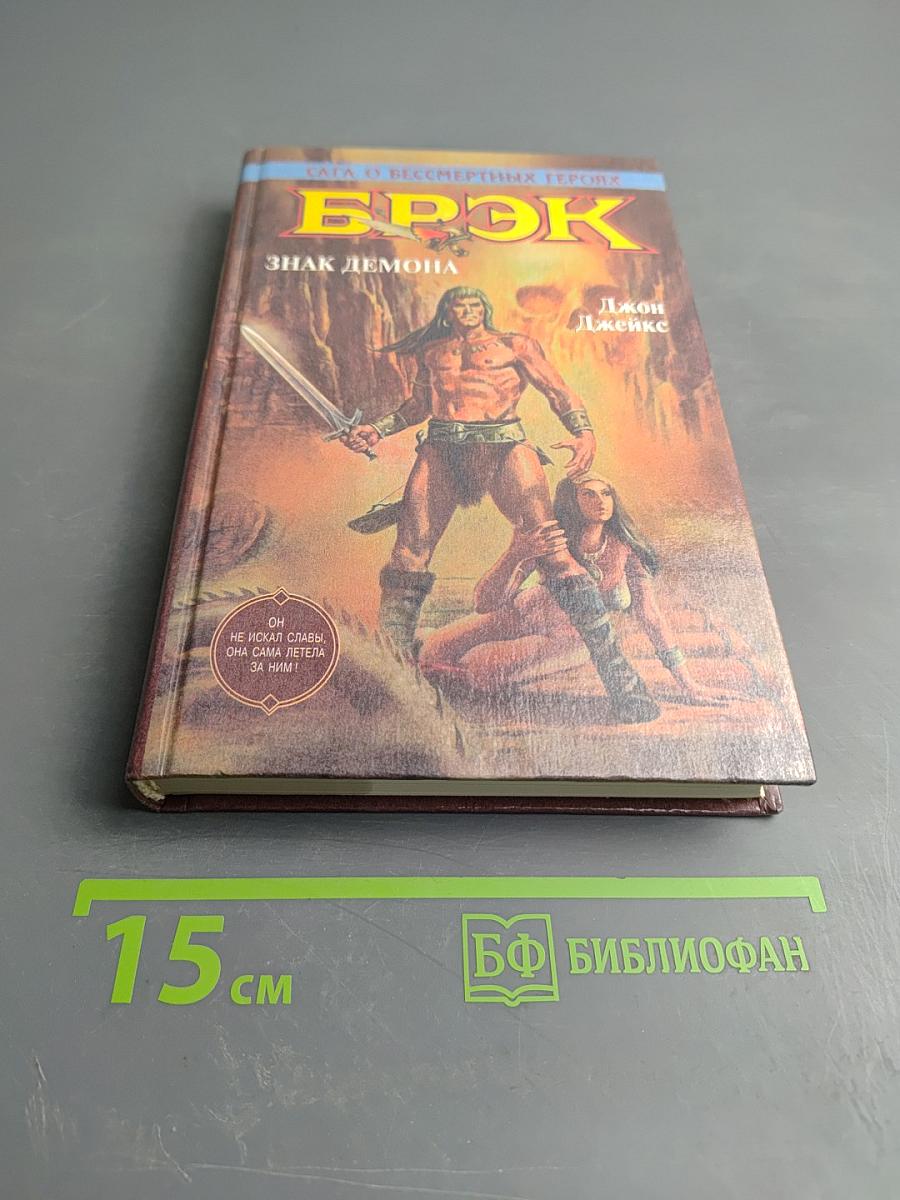 САГА О БЕССМЕРТНЫХ ГЕРОЯХ
БРЭК
ЗНАК ДЕМОНА
Джон
Джейкс
ОН
НЕ ИСКАЛ СЛАВЫ,
ОНА САМА ЛЕТЕЛА
ЗА НИМ!
15 см
БФ БИБЛИОФАН